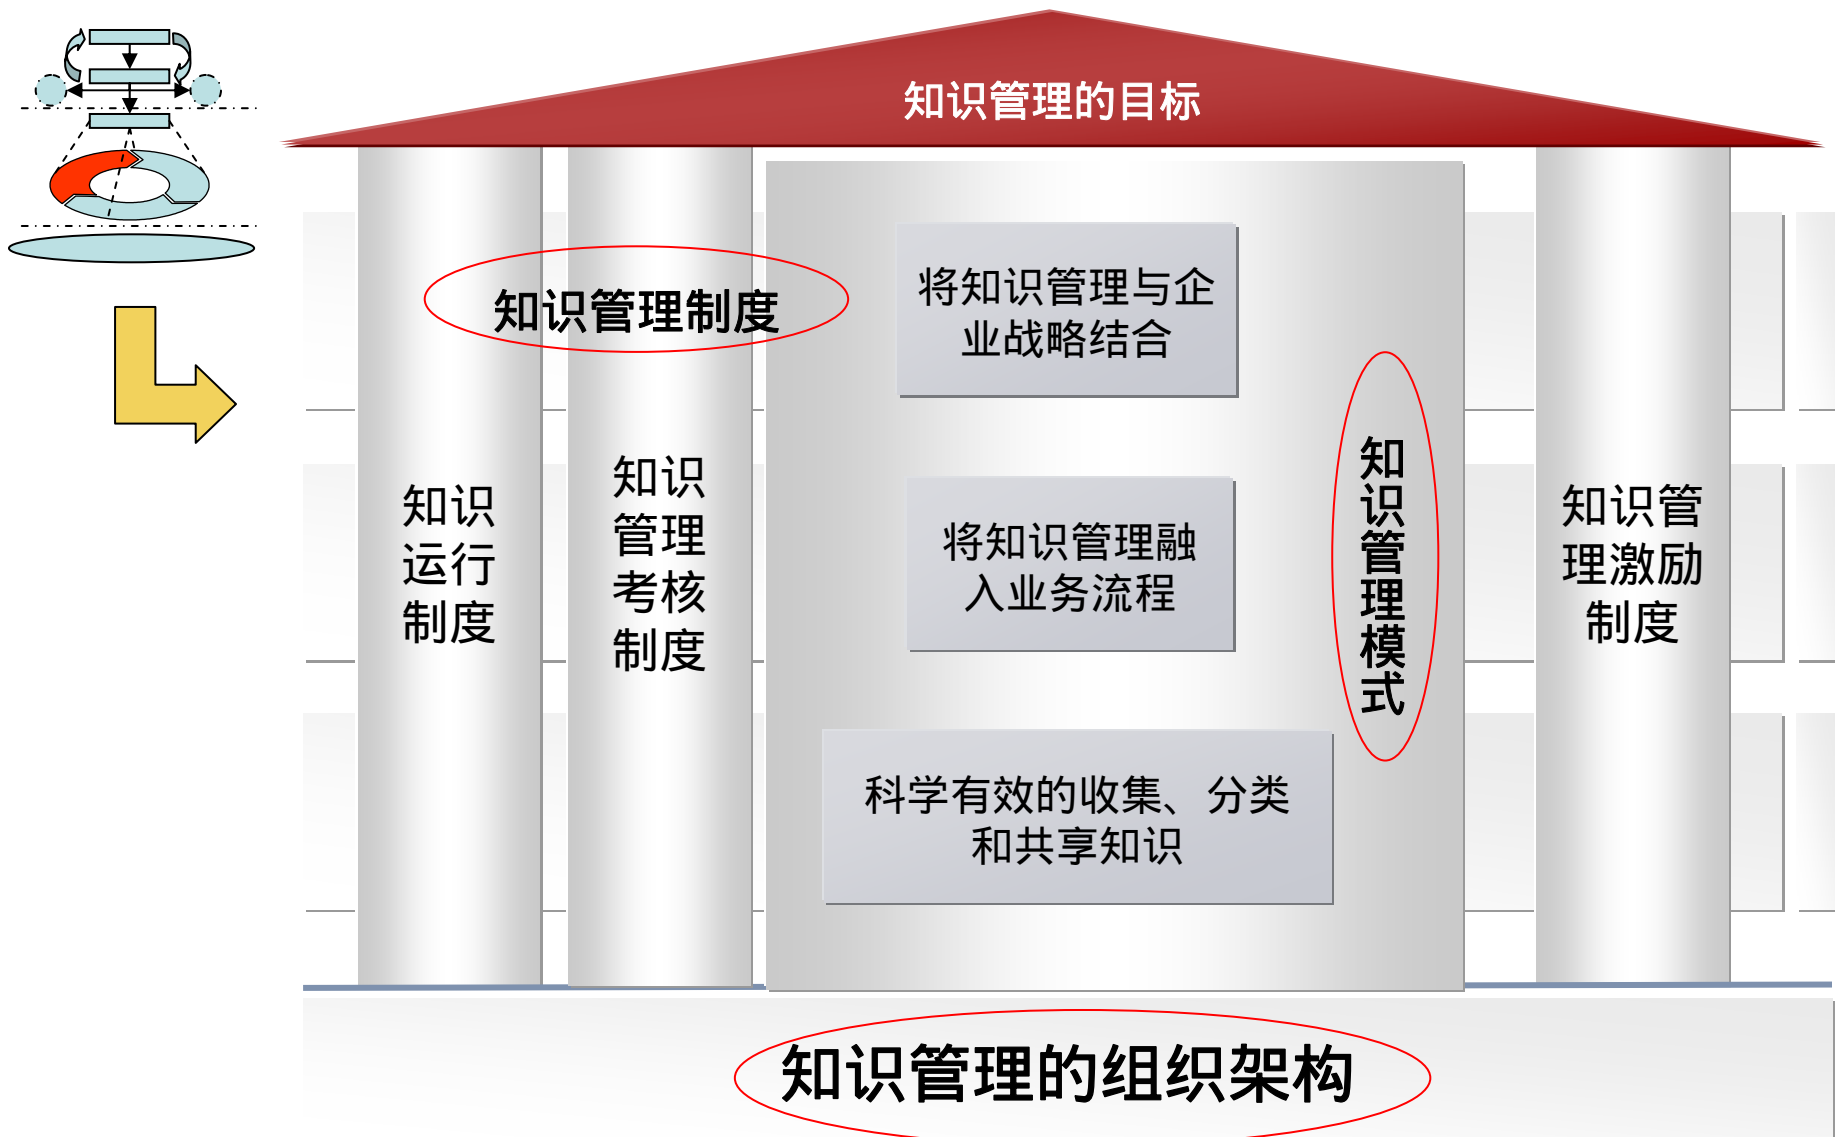 知识管理的目标
知识管理制度
知识
运行
制度
知识
管理
考核
制度
将知识管理与企
业战略结合
将知识管理融
入业务流程
科学有效的收集、分类
和共享知识
知识管理模式
知识管
理激励
制度
知识管理的组织架构